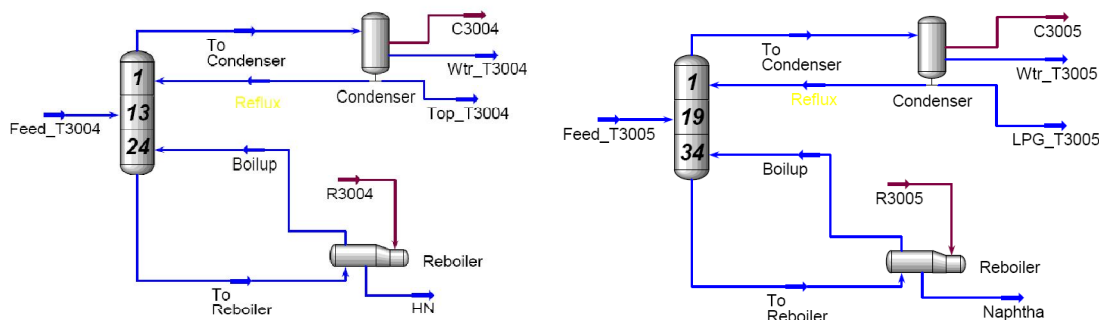 C3004
To
Condenser
Wtr_T3004
1
Reflux
Condenser
Top_T3004
13
Feed_T3004
24
Boilup
R3004
Reboiler
To
Reboiler
HN
C3005
To
Condenser
Wtr_T3005
1
Reflux
Condenser
19
Feed_T3005
LPG_T3005
34
Boilup
R3005
Reboiler
To
Reboiler
Naphtha